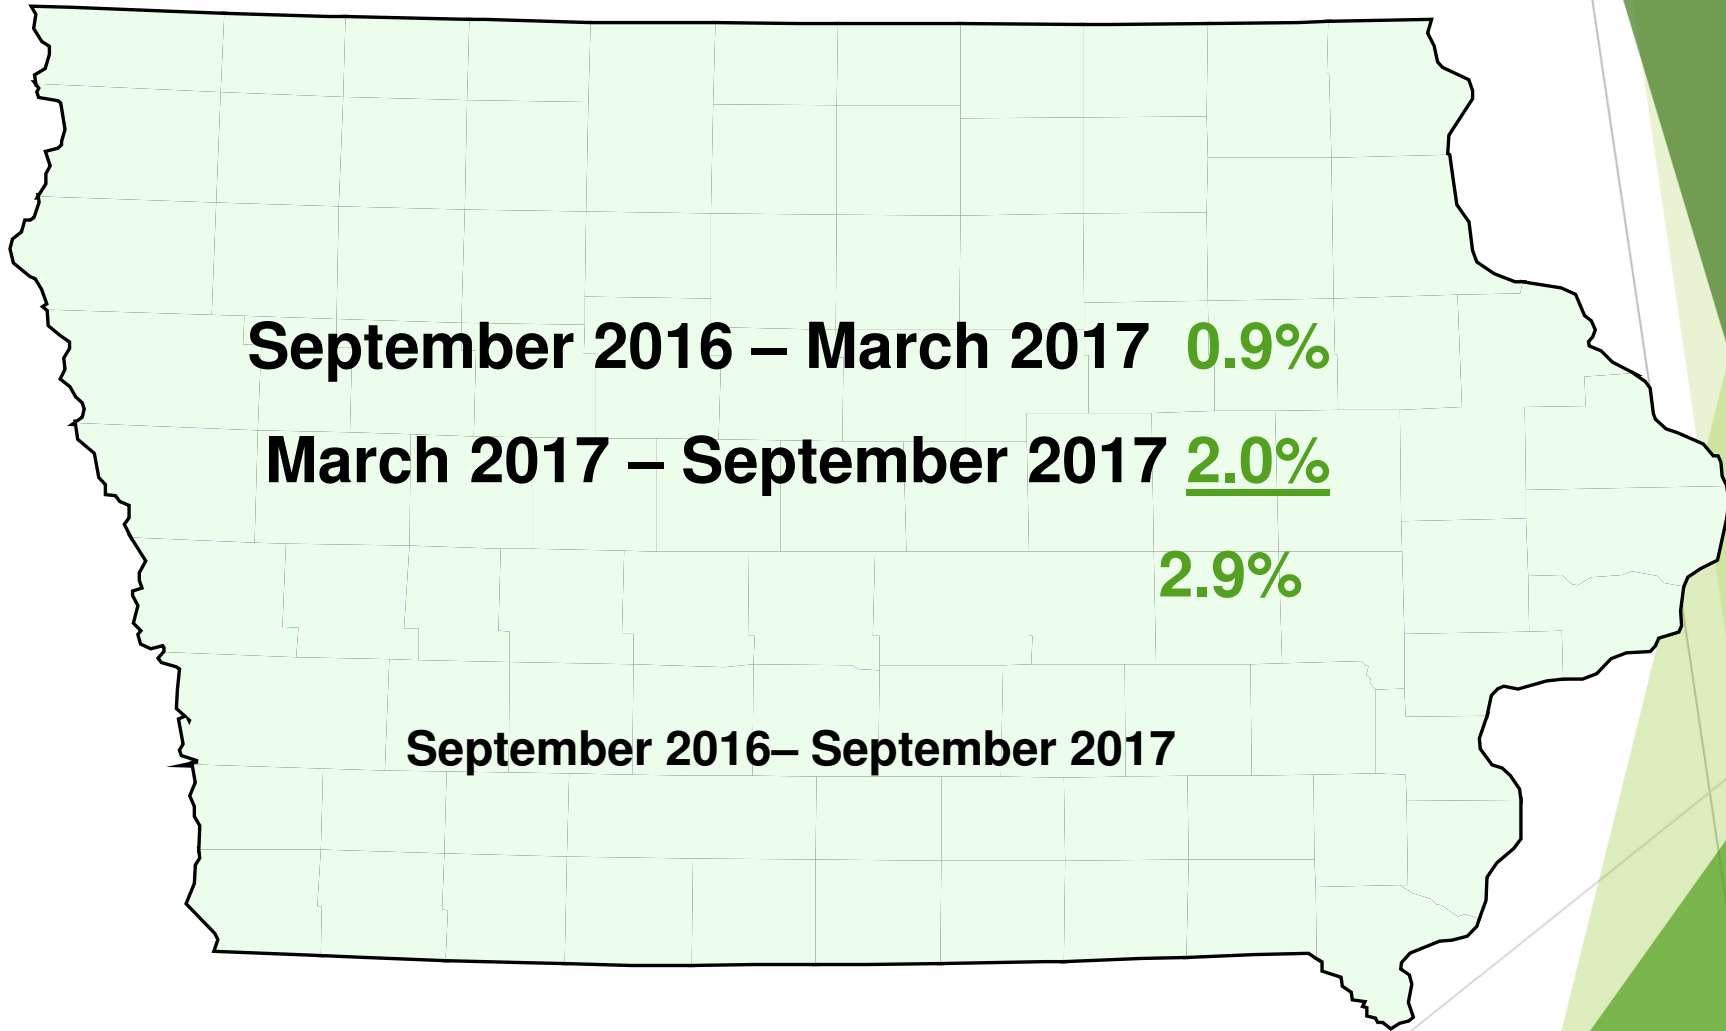 September 2016 – March 2017 0.9%
March 2017 – September 2017 2.0%
2.9%
September 2016– September 2017